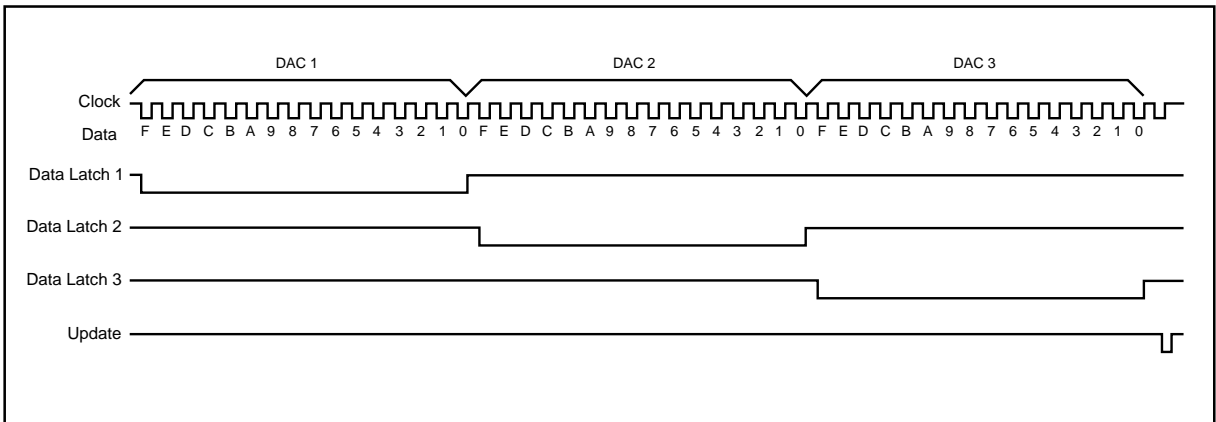 DAC 1 DAC 2 DAC 3
Clock
Data F E D C B A 9 8 7 6 5 4 3 2 1 0 F E D C B A 9 8 7 6 5 4 3 2 1 0 F E D C B A 9 8 7 6 5 4 3 2 1 0
Data Latch 1
Data Latch 2
Data Latch 3
Update